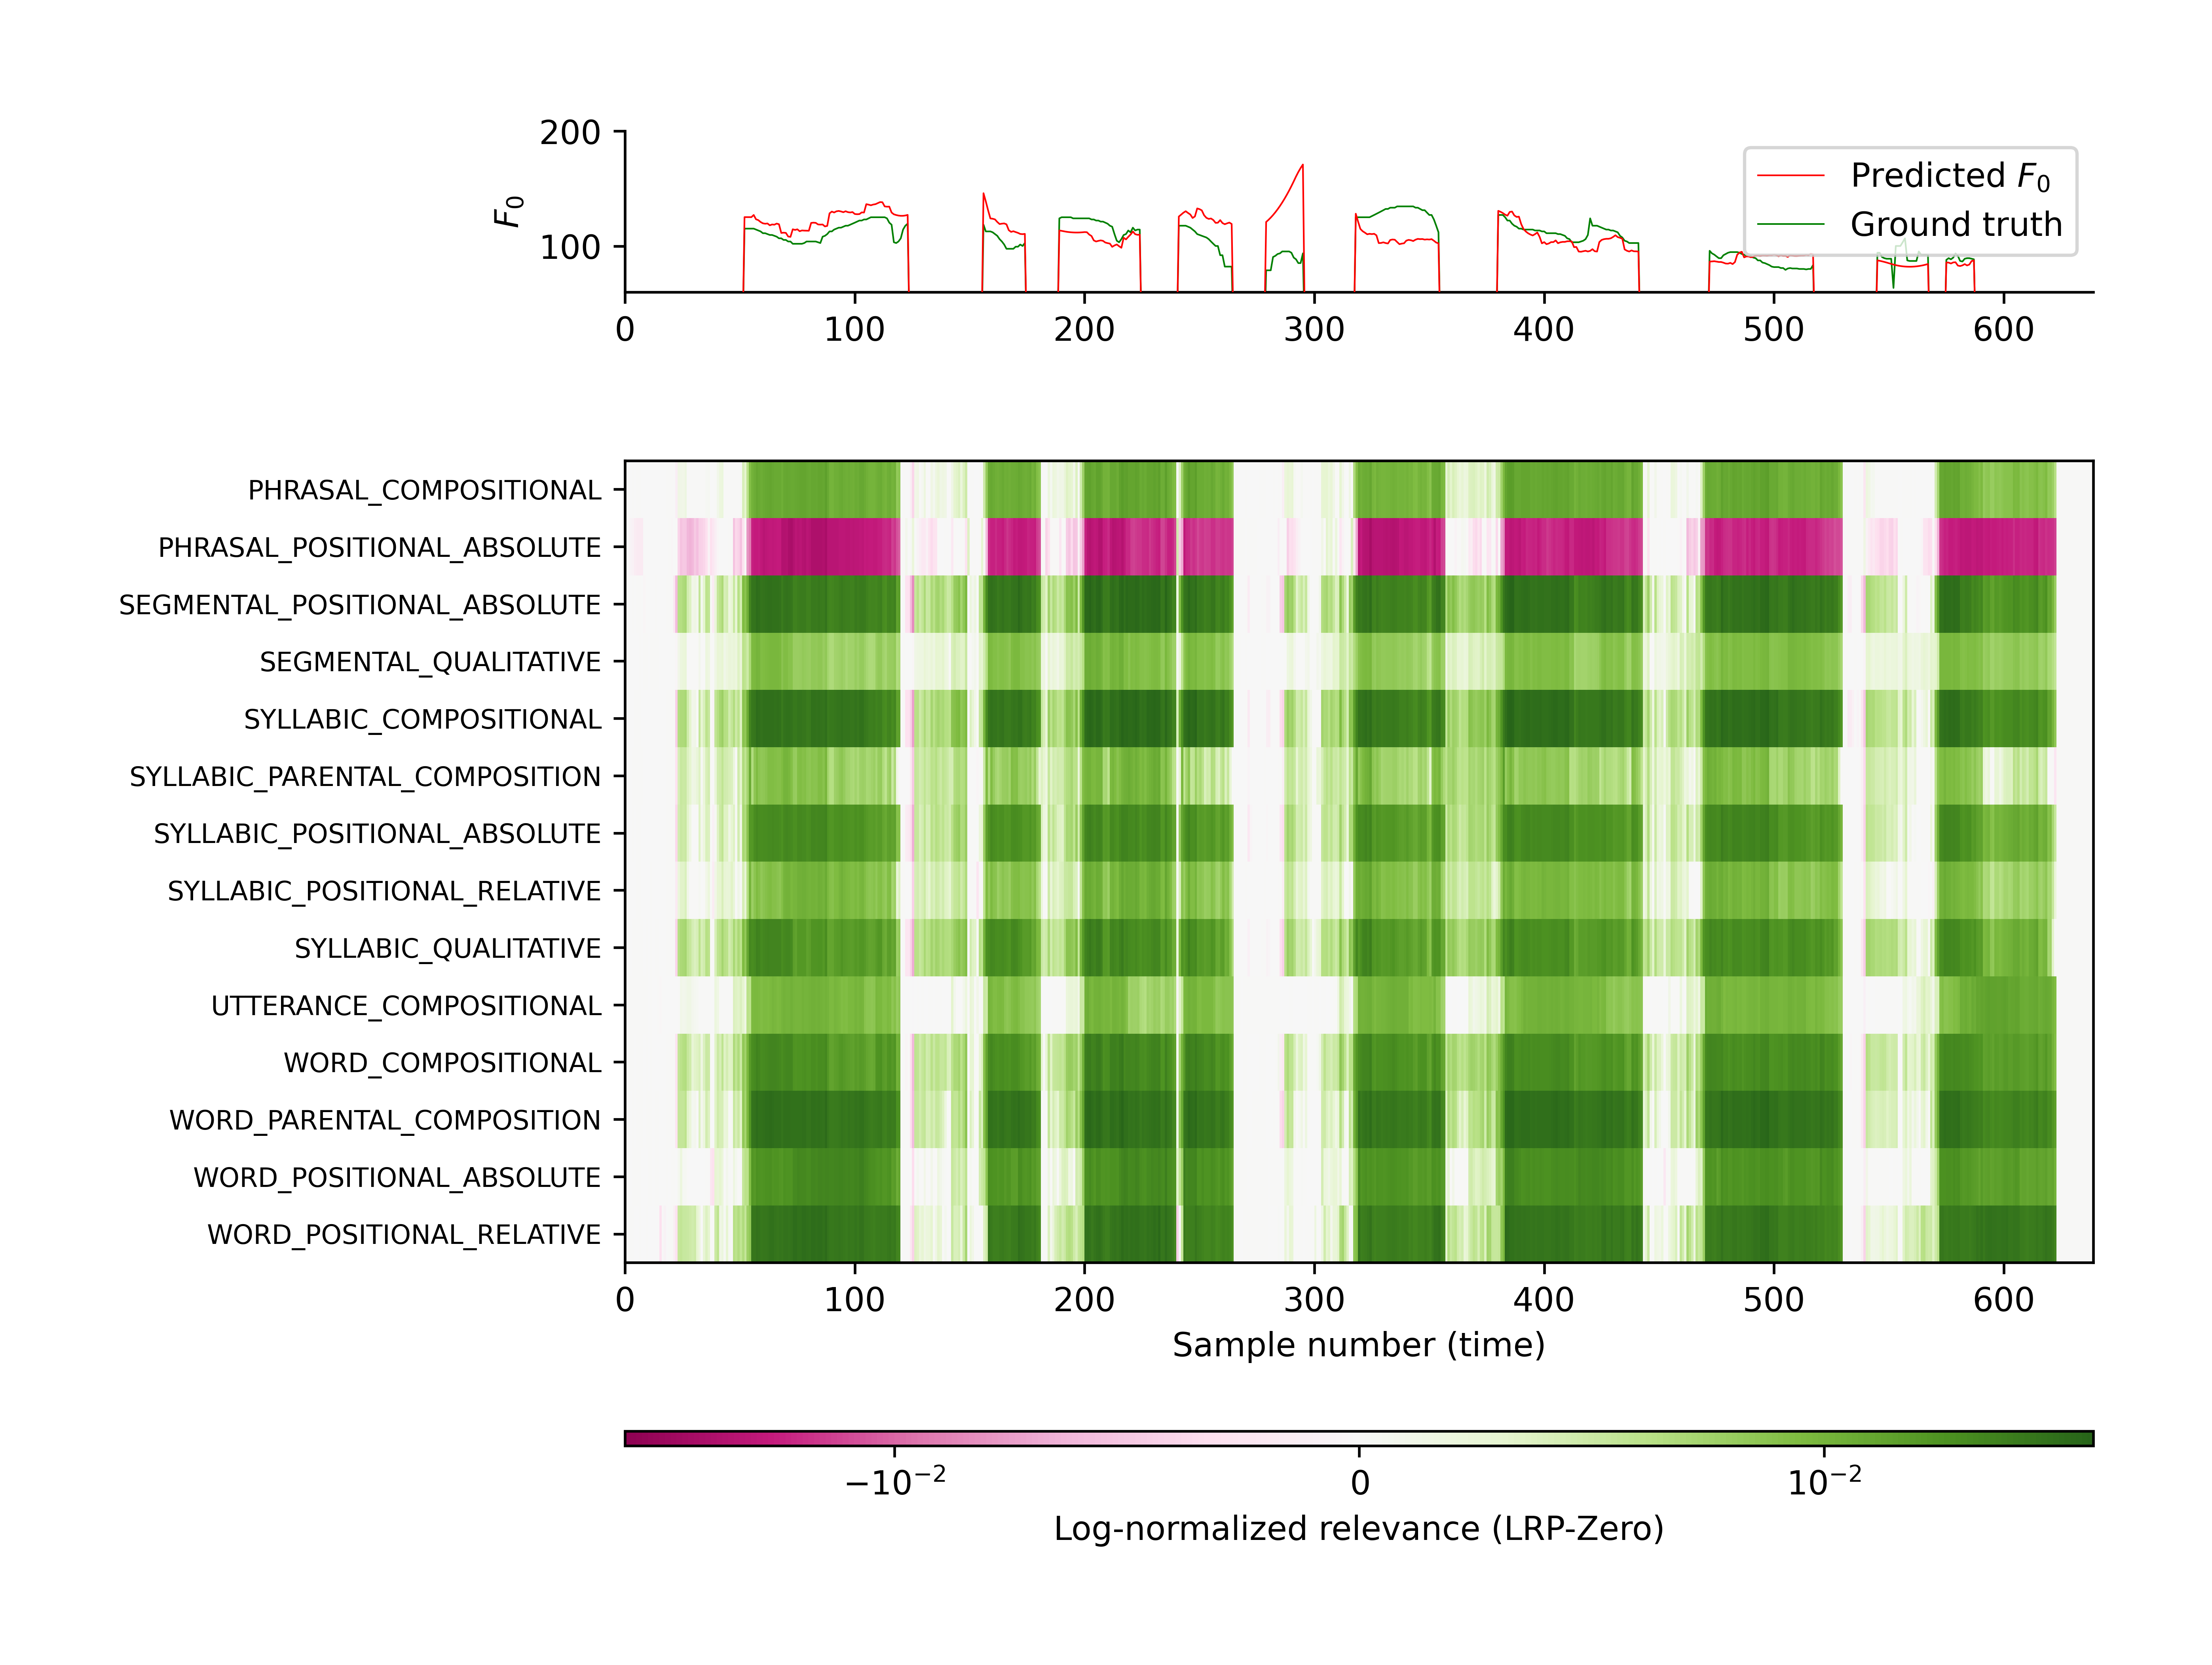 200
100
F₀
Predicted F₀
Ground truth
0 100 200 300 400 500 600
PHRASAL_COMPOSITIONAL
PHRASAL_POSITIONAL_ABSOLUTE
SEGMENTAL_POSITIONAL_ABSOLUTE
SEGMENTAL_QUALITATIVE
SYLLABIC_COMPOSITIONAL
SYLLABIC_PARENTAL_COMPOSITION
SYLLABIC_POSITIONAL_ABSOLUTE
SYLLABIC_POSITIONAL_RELATIVE
SYLLABIC_QUALITATIVE
UTTERANCE_COMPOSITIONAL
WORD_COMPOSITIONAL
WORD_PARENTAL_COMPOSITION
WORD_POSITIONAL_ABSOLUTE
WORD_POSITIONAL_RELATIVE
0 100 200 300 400 500 600
Sample number (time)
−10⁻² 0 10⁻²
Log-normalized relevance (LRP-Zero)